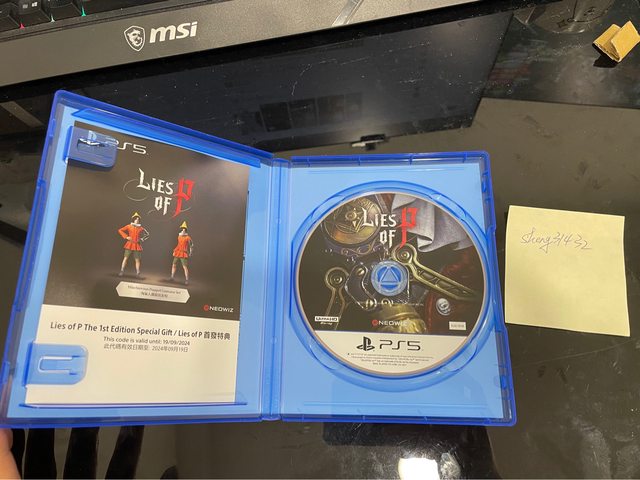 msi
PS5
LIES
OF P
NEOWIZ
Lies of P The 1st Edition Special Gift / Lies of P 首發特典
This code is valid until: 19/09/2024
此代碼有效日期至: 2024年09月19日
LIES
OF P
NEOWIZ
PS5
sheng31432